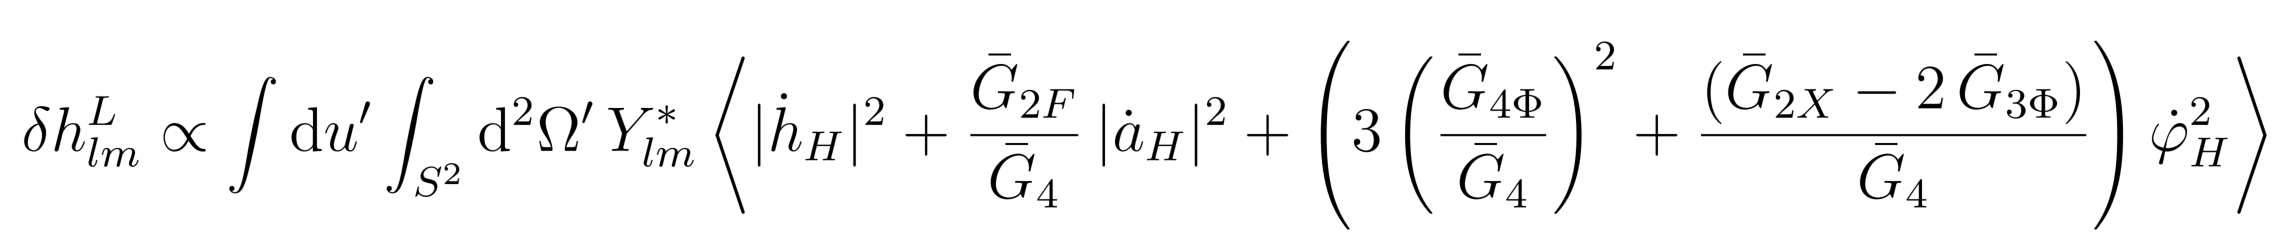 \delta h^L_{lm} \propto \int \mathrm{d}u' \int_{S^2} \mathrm{d}^2\Omega' \, Y^*_{lm} \left\langle |\dot{h}_H|^2 + \frac{\bar{G}_{2F}}{\bar{G}_4} \, |\dot{a}_H|^2 + \left( 3 \left( \frac{\bar{G}_{4\Phi}}{\bar{G}_4} \right)^2 + \frac{(\bar{G}_{2X} - 2\,\bar{G}_{3\Phi})}{\bar{G}_4} \right) \dot{\varphi}^2_H \right\rangle